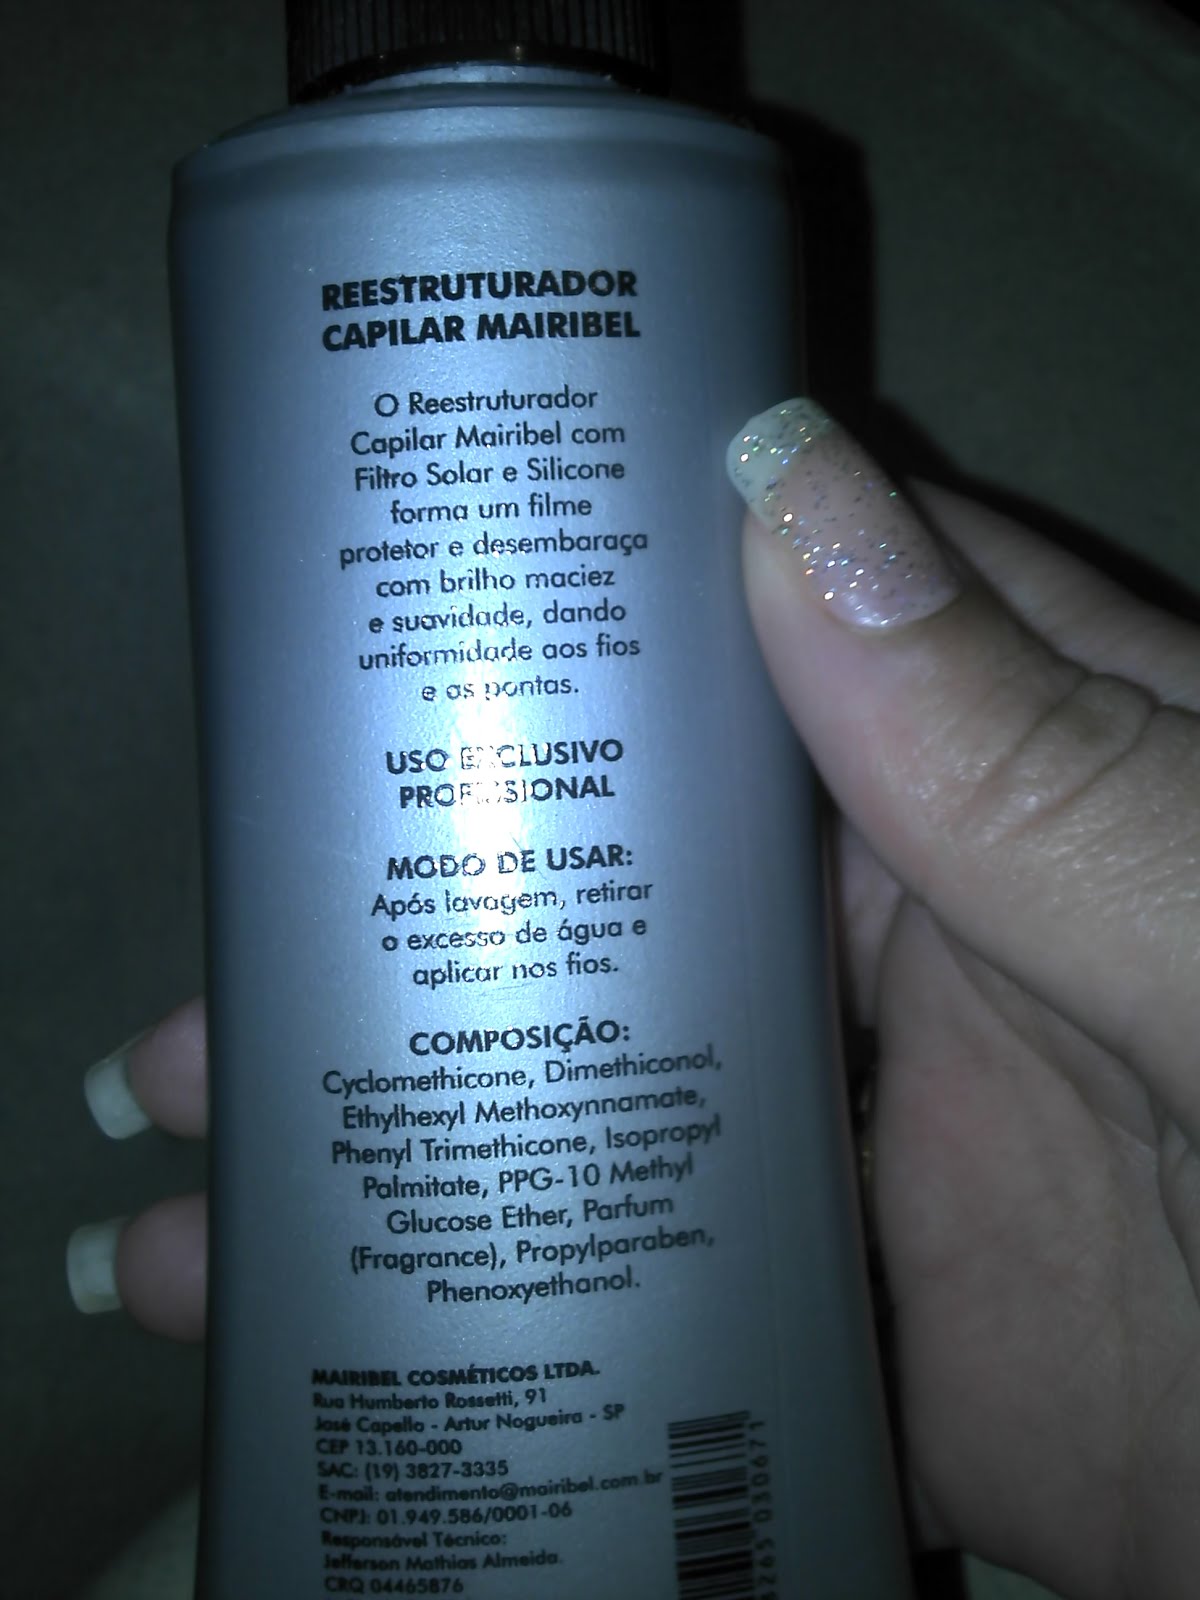 REESTRUTURADOR
CAPILAR MAIRIBEL
O Reestruturador
Capilar Mairibel com
Filtro Solar e Silicone
forma um filme
protetor e desembaraça
com brilho maciez
e suavidade, dando
uniformidade aos fios
e as pontas.
USO EXCLUSIVO
PROFISSIONAL
MODO DE USAR:
Após lavagem, retirar
o excesso de água e
aplicar nos fios.
COMPOSIÇÃO:
Cyclomethicone, Dimethiconol,
Ethylhexyl Methoxynnamate,
Phenyl Trimethicone, Isopropyl
Palmitate, PPG-10 Methyl
Glucose Ether, Parfum
(Fragrance), Propylparaben,
Phenoxyethanol.
MAIRIBEL COSMÉTICOS LTDA.
Rua Humberto Rossetti, 91
José Capello - Artur Nogueira - SP
CEP 13.160-000
SAC: (19) 3827-3335
E-mail: atendimento@mairibel.com.br
CNPJ: 01.949.586/0001-06
Responsável Técnico:
Jefferson Mathias Almeida.
CRQ 04465876